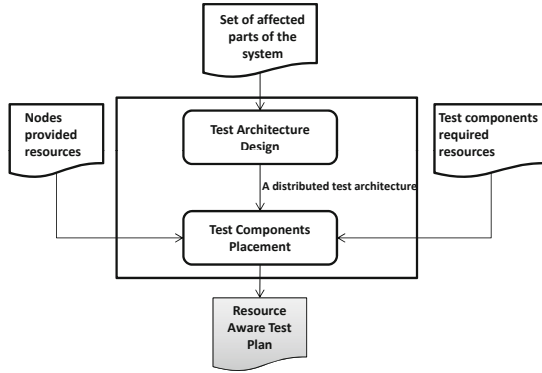 Set of affected
parts of the
system
Nodes
provided
resources
Test components
required
resources
Test Architecture
Design
A distributed test architecture
Test Components
Placement
Resource
Aware Test
Plan